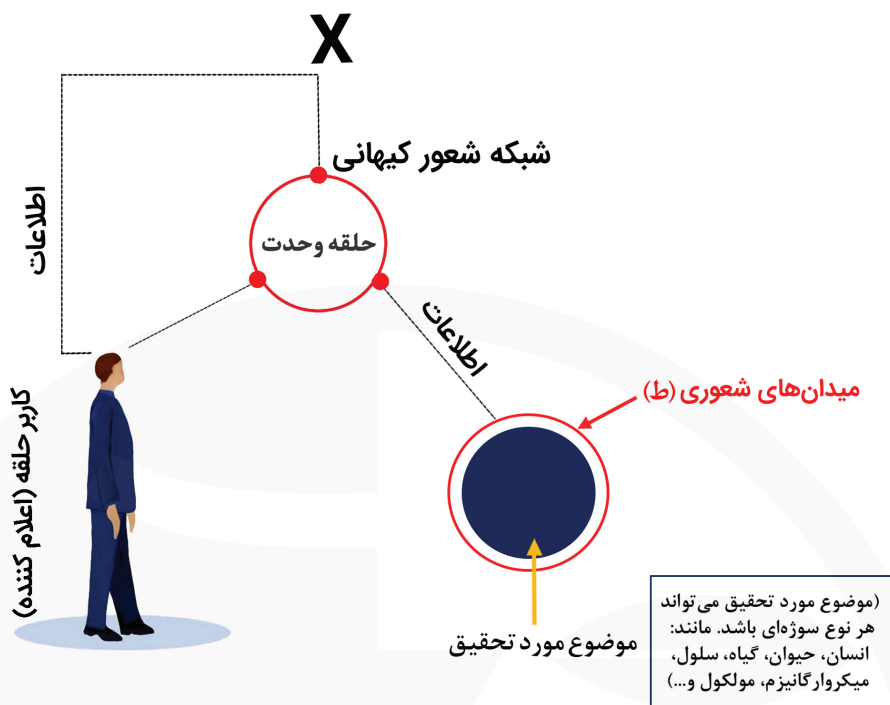 X
شبکه شعور کیهانی
حلقه وحدت
اطلاعات
اطلاعات
میدان‌های شعوری (ط)
کاربر حلقه (اعلام کننده)
موضوع مورد تحقیق
(موضوع مورد تحقیق می‌تواند
هر نوع سوژه‌ای باشد. مانند:
انسان، حیوان، گیاه، سلول،
میکروارگانیزم، مولکول و...)